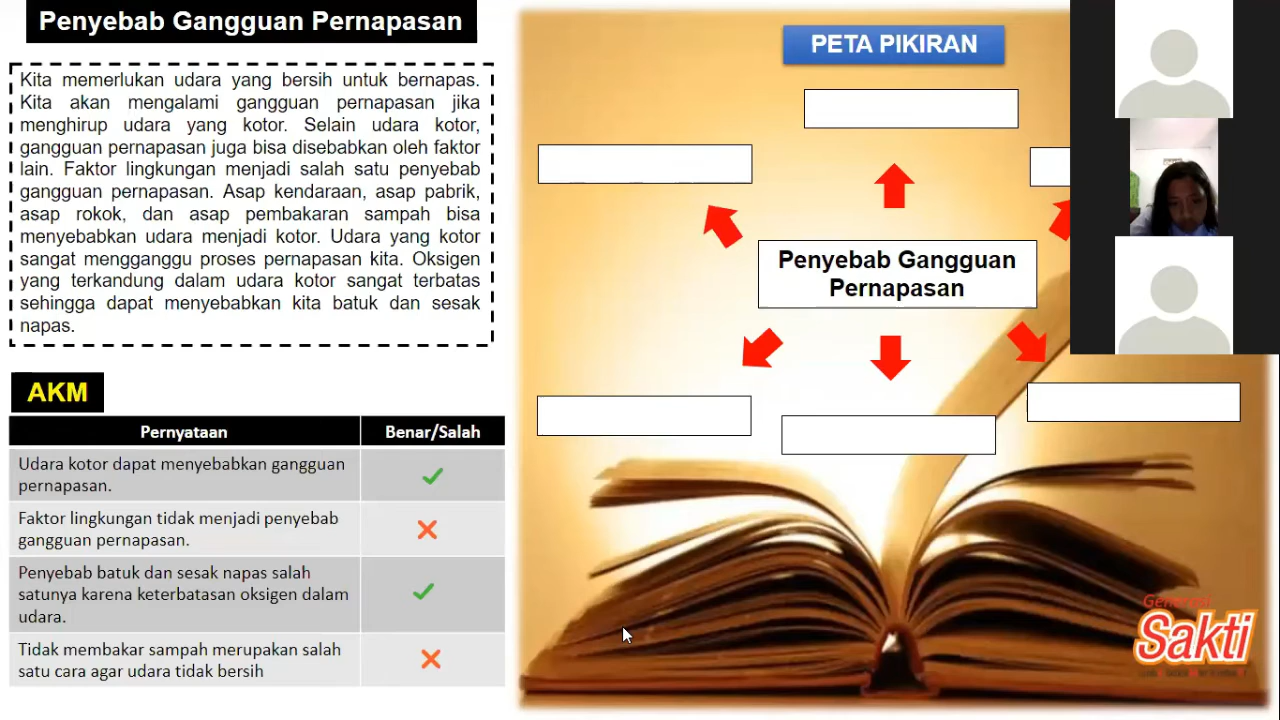 Penyebab Gangguan Pernapasan
Kita memerlukan udara yang bersih untuk bernapas.
Kita akan mengalami gangguan pernapasan jika
menghirup udara yang kotor. Selain udara kotor,
gangguan pernapasan juga bisa disebabkan oleh faktor
lain. Faktor lingkungan menjadi salah satu penyebab
gangguan pernapasan. Asap kendaraan, asap pabrik,
asap rokok, dan asap pembakaran sampah bisa
menyebabkan udara menjadi kotor. Udara yang kotor
sangat mengganggu proses pernapasan kita. Oksigen
yang terkandung dalam udara kotor sangat terbatas
sehingga dapat menyebabkan kita batuk dan sesak
napas.
AKM
Pernyataan Benar/Salah
Udara kotor dapat menyebabkan gangguan
pernapasan.
Faktor lingkungan tidak menjadi penyebab
gangguan pernapasan.
Penyebab batuk dan sesak napas salah
satunya karena keterbatasan oksigen dalam
udara.
Tidak membakar sampah merupakan salah
satu cara agar udara tidak bersih
PETA PIKIRAN
Penyebab Gangguan
Pernapasan
Generasi
Sakti